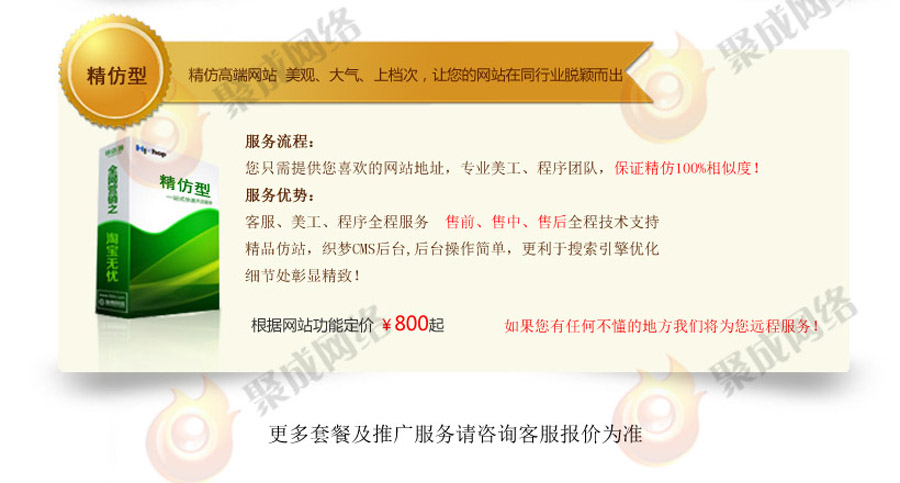 聚成网络
聚成网络
精仿型
精仿高端网站 美观、大气、上档次，让您的网站在同行业脱颖而出
服务流程：
您只需提供您喜欢的网站地址，专业美工、程序团队，保证精仿100%相似度！
服务优势：
客服、美工、程序全程服务 售前、售中、售后全程技术支持
精品仿站，织梦CMS后台,后台操作简单，更利于搜索引擎优化
细节处彰显精致！
精仿型
全网营销之
淘宝无忧
根据网站功能定价 ￥800起
如果您有任何不懂的地方我们将为您远程服务！
聚成网络
聚成网络
更多套餐及推广服务请咨询客服报价为准